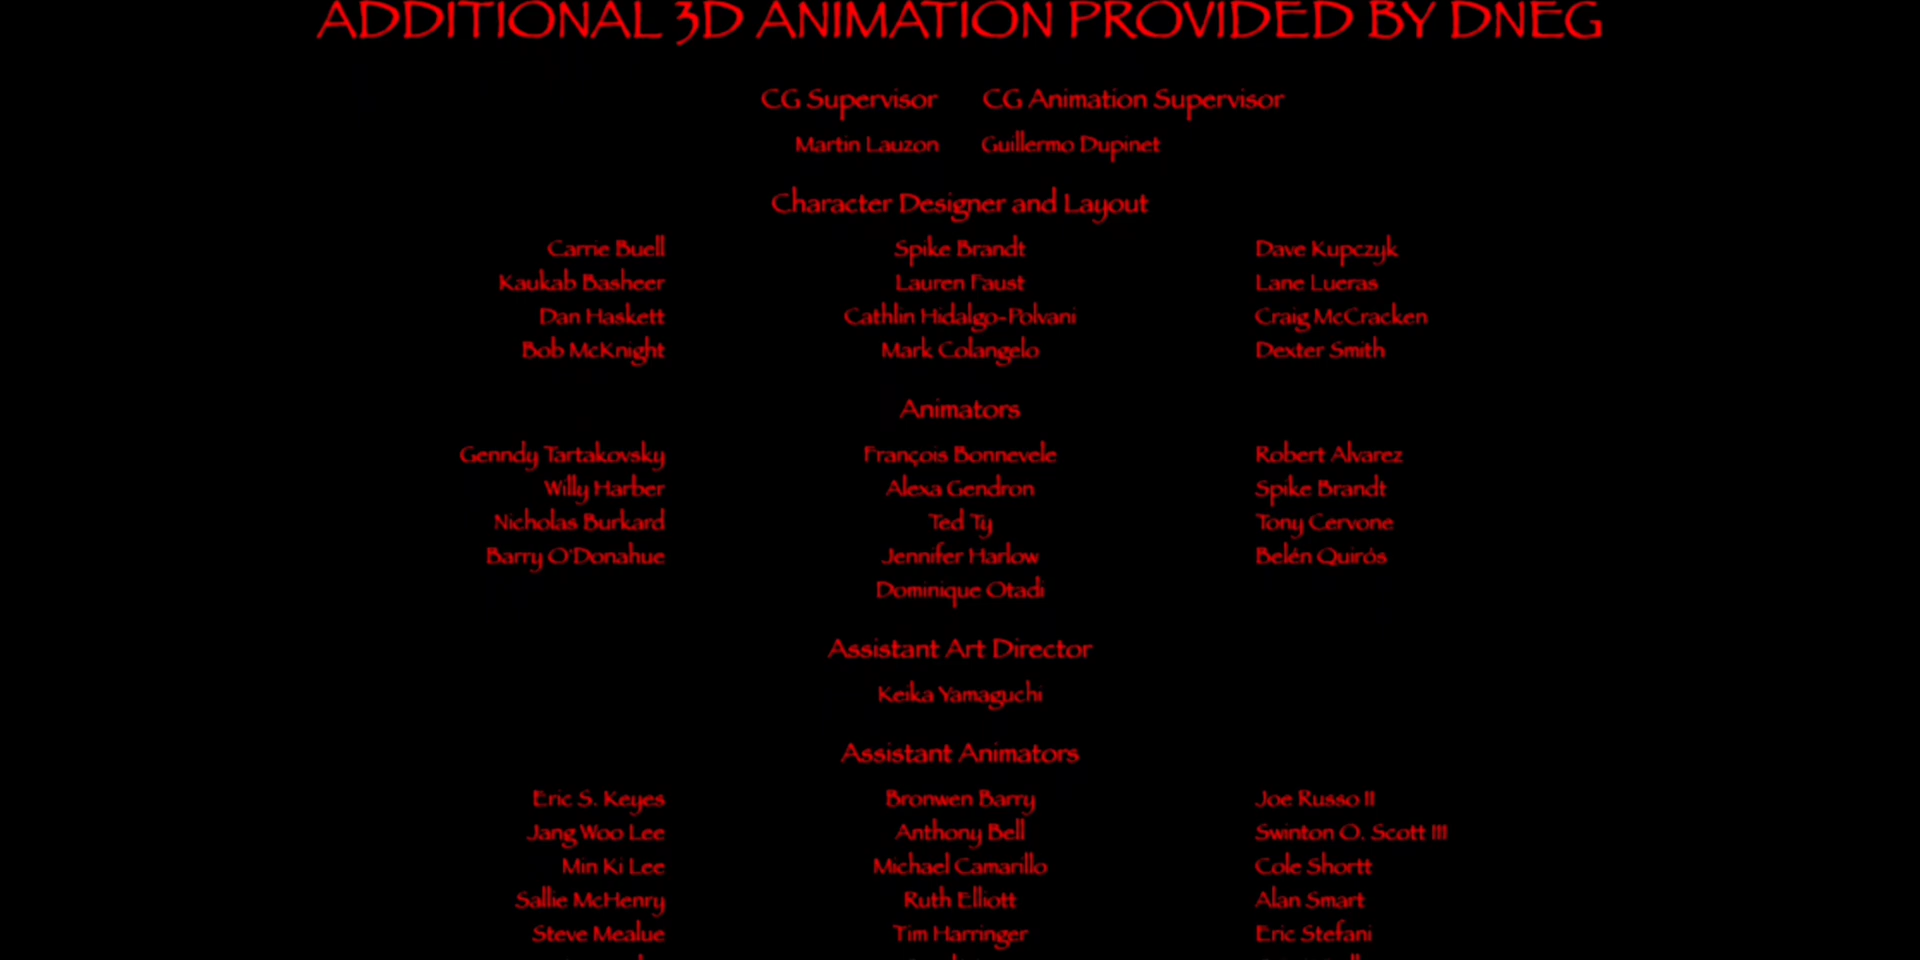 ADDITIONAL 3D ANIMATION PROVIDED BY DNEG
CG Supervisor CG Animation Supervisor
Martin Lauzon Guillermo Dupinet
Character Designer and Layout
Carrie Buell Spike Brandt Dave Kupczyk
Kaukab Basheer Lauren Faust Lane Lueras
Dan Haskett Cathlin Hidalgo-Polvani Craig McCracken
Bob McKnight Mark Colangelo Dexter Smith
Animators
Genndy Tartakovsky François Bonnevele Robert Alvarez
Willy Harber Alexa Gendron Spike Brandt
Nicholas Burkard Ted Ty Tony Cervone
Barry O'Donahue Jennifer Harlow Belén Quirós
Dominique Otadi
Assistant Art Director
Keika Yamaguchi
Assistant Animators
Eric S. Keyes Bronwen Barry Joe Russo II
Jang Woo Lee Anthony Bell Swinton O. Scott III
Min Ki Lee Michael Camarillo Cole Shortt
Sallie McHenry Ruth Elliott Alan Smart
Steve Mealue Tim Harringer Eric Stefani